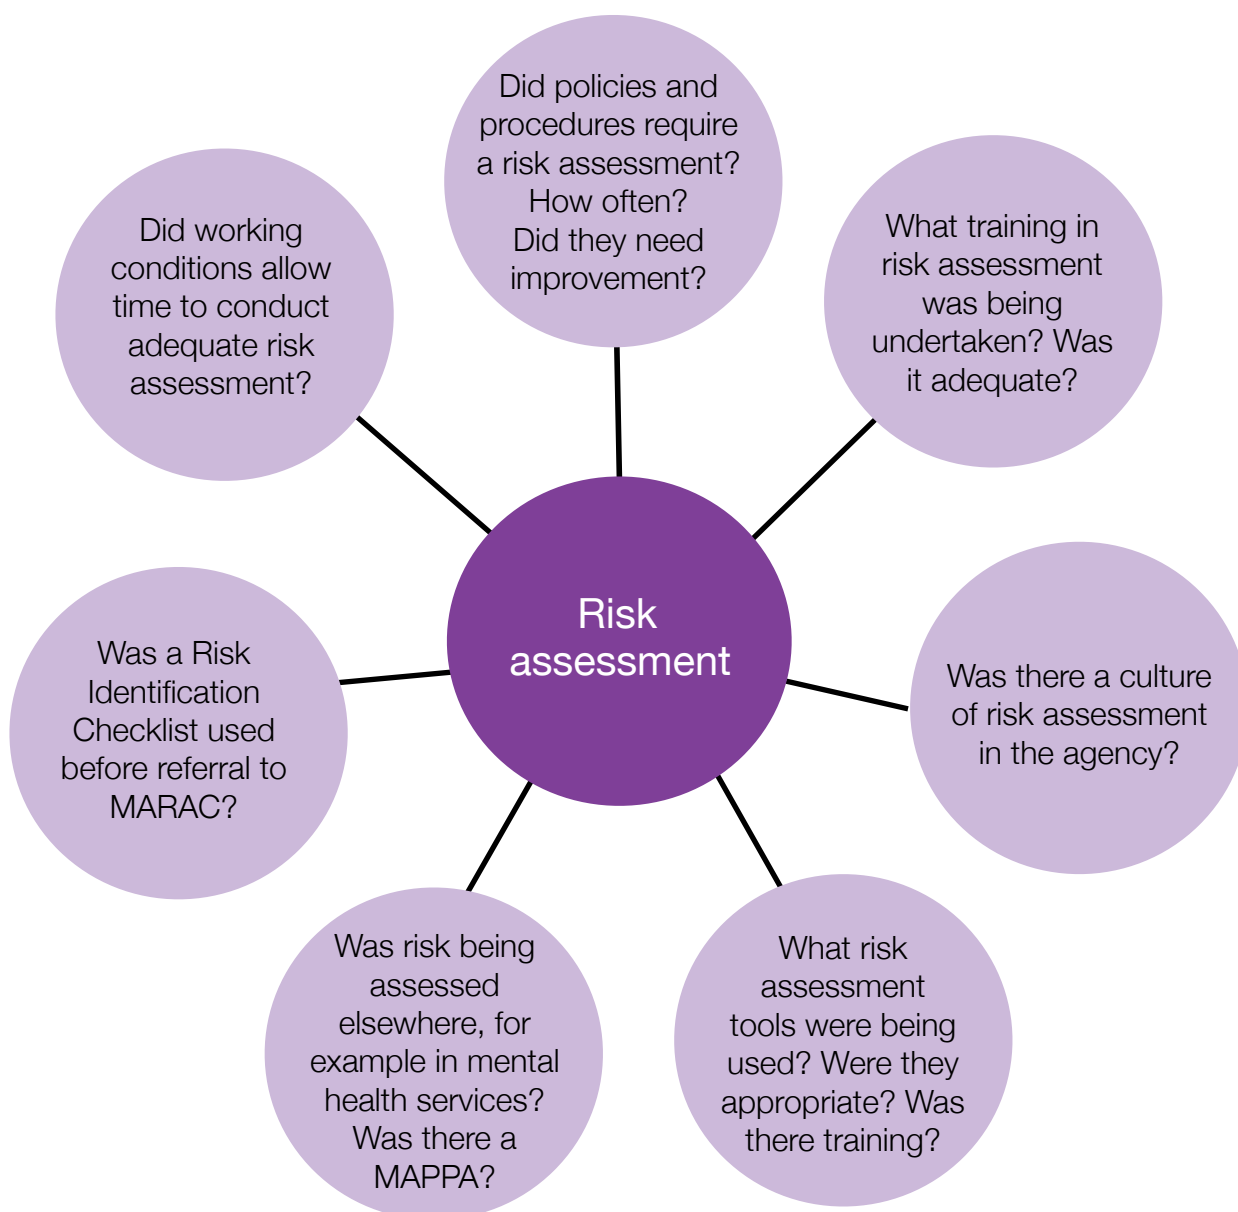 Did policies and
procedures require
a risk assessment?
How often?
Did they need
improvement?
What training in
risk assessment
was being
undertaken? Was
it adequate?
Was there a culture
of risk assessment
in the agency?
What risk
assessment
tools were being
used? Were they
appropriate? Was
there training?
Was risk being
assessed
elsewhere, for
example in mental
health services?
Was there a
MAPPA?
Was a Risk
Identification
Checklist used
before referral to
MARAC?
Did working
conditions allow
time to conduct
adequate risk
assessment?
Risk
assessment